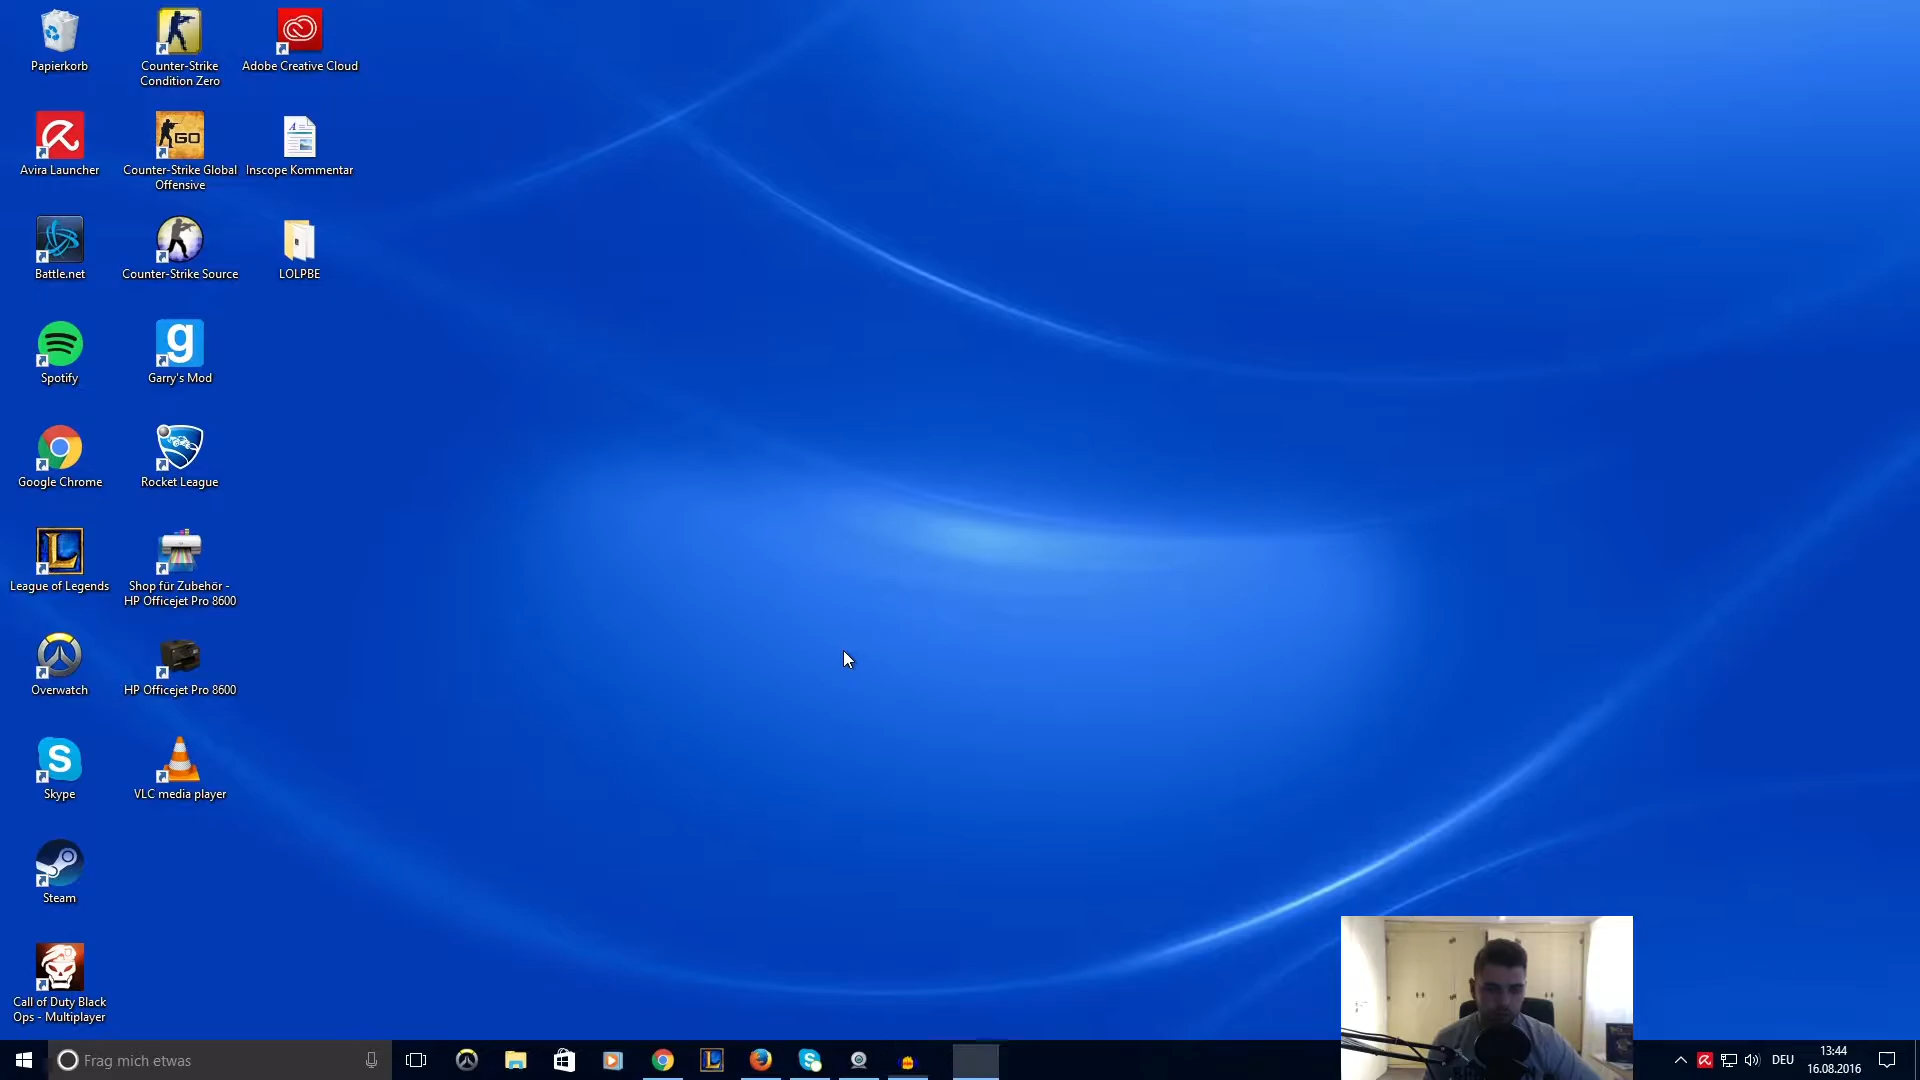 Papierkorb
Counter-Strike
Condition Zero
Adobe Creative Cloud
Avira Launcher
GO
Counter-Strike Global
Offensive
Inscope Kommentar
Battle.net
Counter-Strike Source
LOLPBE
Spotify
g
Garry's Mod
Google Chrome
Rocket League
L
League of Legends
Shop für Zubehör -
HP Officejet Pro 8600
Overwatch
HP Officejet Pro 8600
S
Skype
VLC media player
Steam
Call of Duty Black
Ops - Multiplayer
Frag mich etwas
L
S
DEU
13:44
16.08.2016